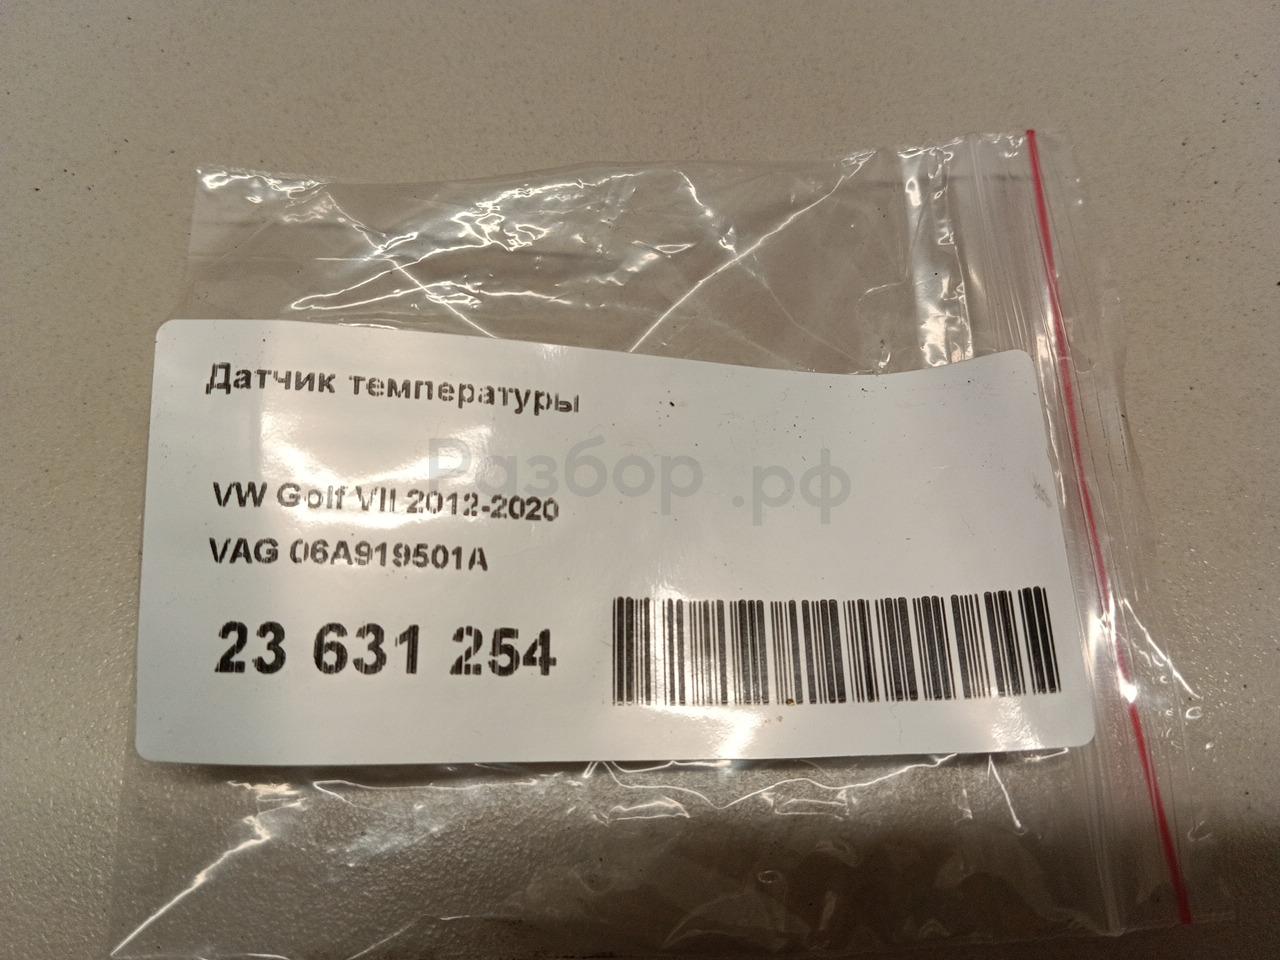 Датчик температуры
Разбор.рф
VW Golf VII 2012-2020
VAG 06A919501A
23 631 254